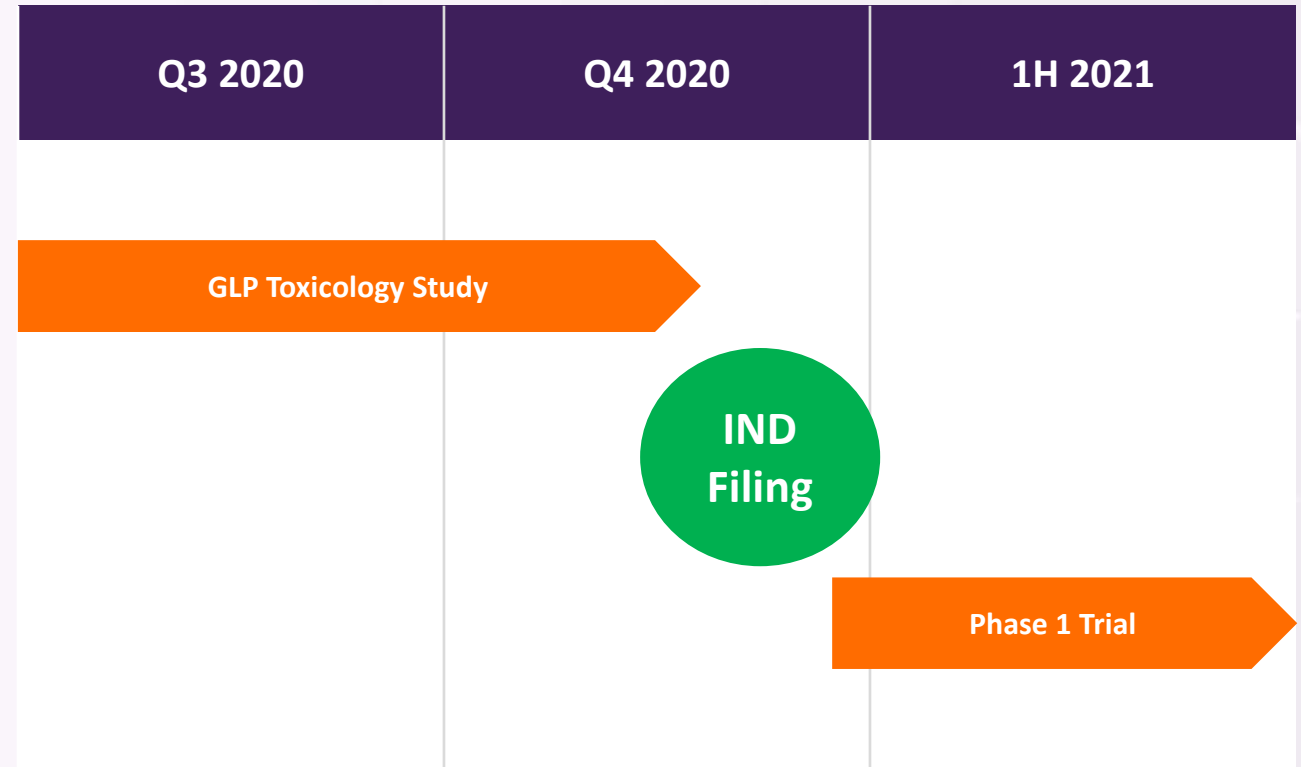 Q3 2020
Q4 2020
1H 2021
GLP Toxicology Study
IND
Filing
Phase 1 Trial